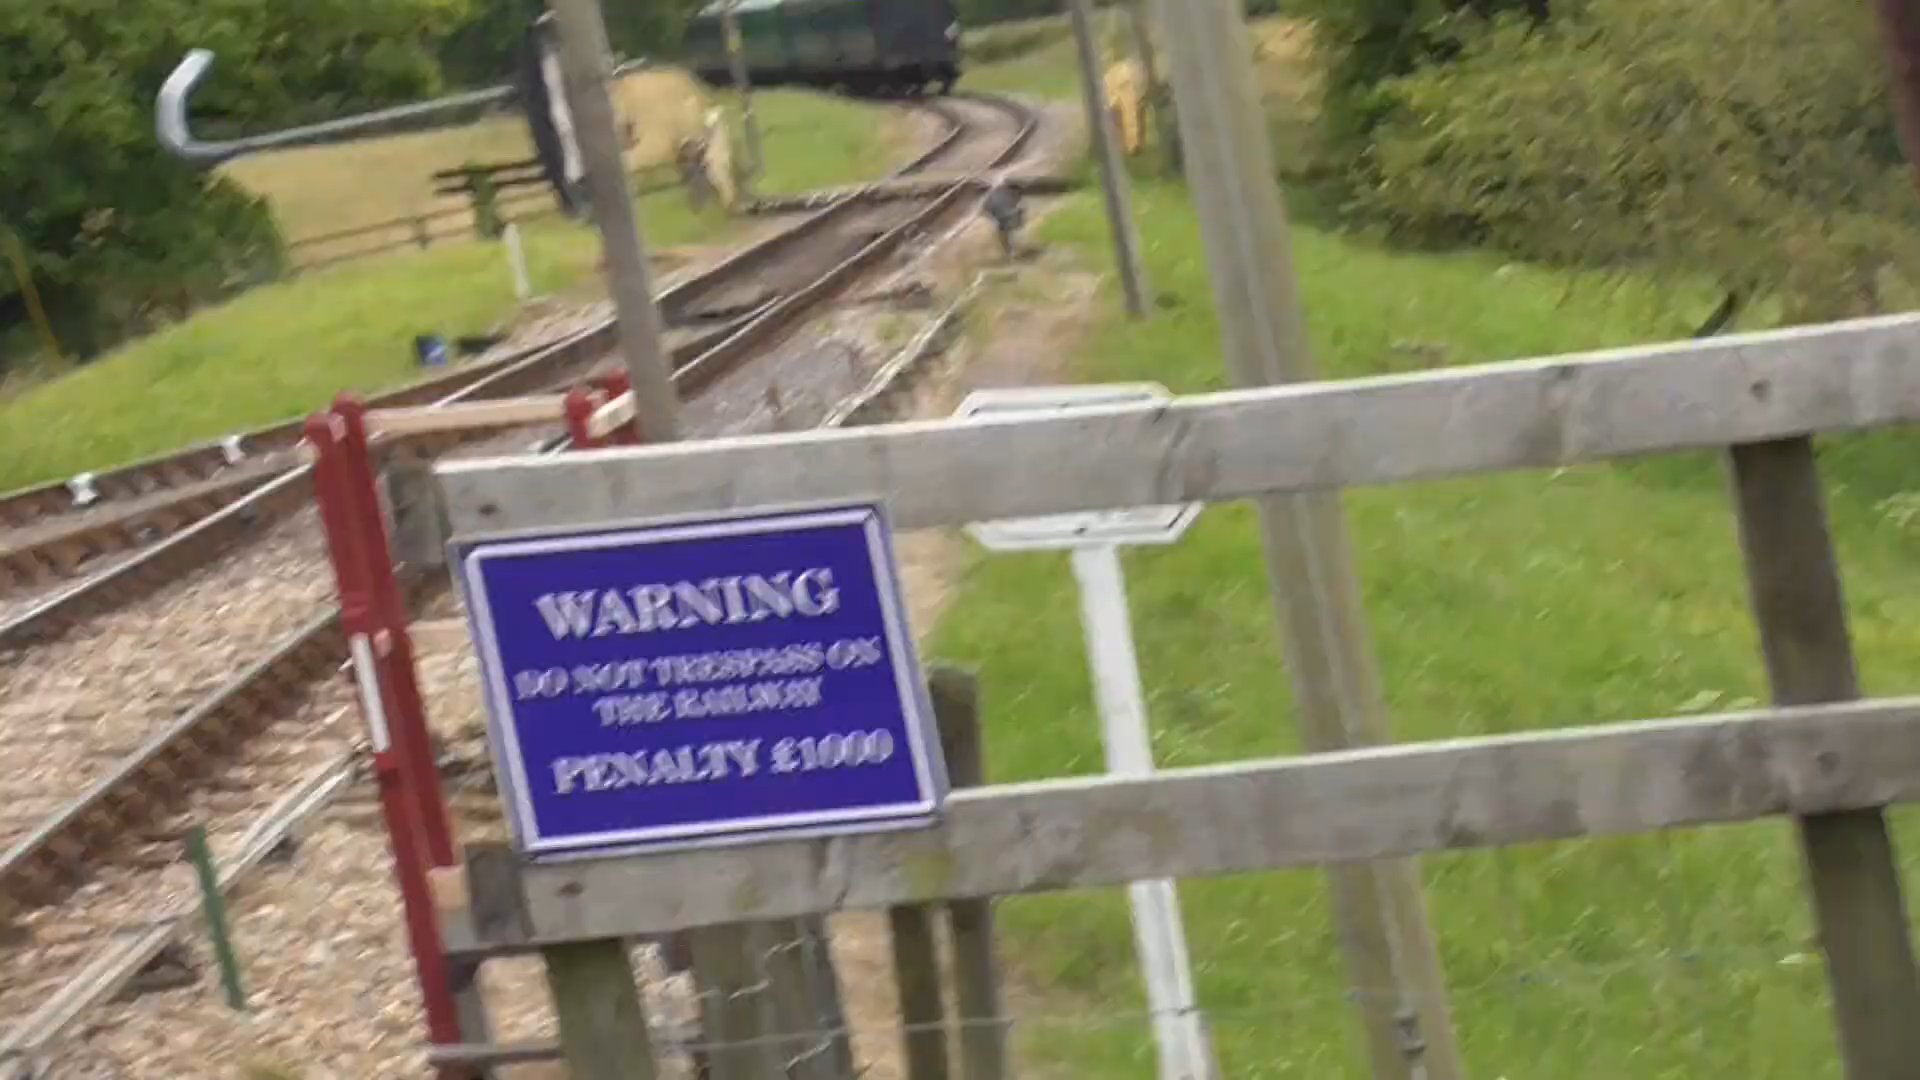 WARNING
DO NOT TRESPASS ON
THE RAILWAY
PENALTY £1000